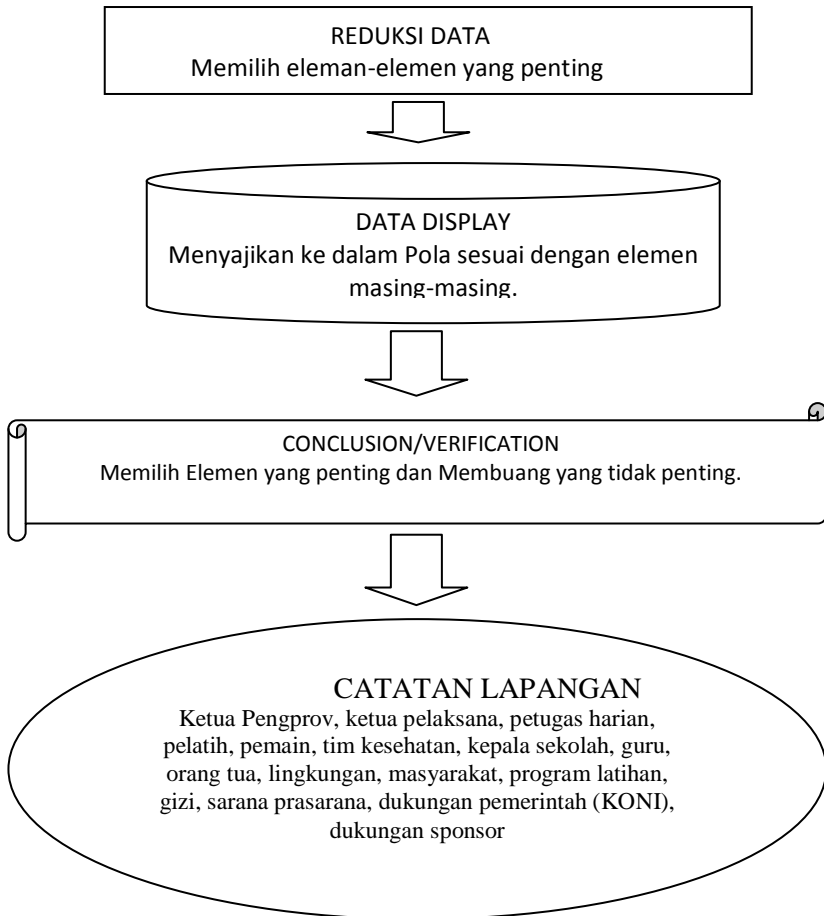 REDUKSI DATA
Memilih eleman-elemen yang penting
DATA DISPLAY
Menyajikan ke dalam Pola sesuai dengan elemen
masing-masing.
CONCLUSION/VERIFICATION
Memilih Elemen yang penting dan Membuang yang tidak penting.
CATATAN LAPANGAN
Ketua Pengprov, ketua pelaksana, petugas harian,
pelatih, pemain, tim kesehatan, kepala sekolah, guru,
orang tua, lingkungan, masyarakat, program latihan,
gizi, sarana prasarana, dukungan pemerintah (KONI),
dukungan sponsor